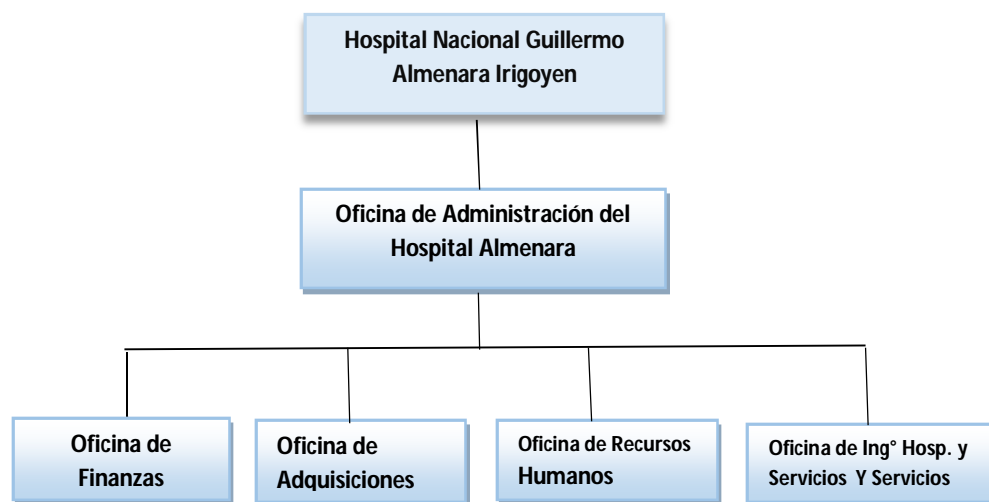 Hospital Nacional Guillermo
Almenara Irigoyen
Oficina de Administración del
Hospital Almenara
Oficina de
Finanzas
Oficina de
Adquisiciones
Oficina de Recursos
Humanos
Oficina de Ing° Hosp. y
Servicios Y Servicios